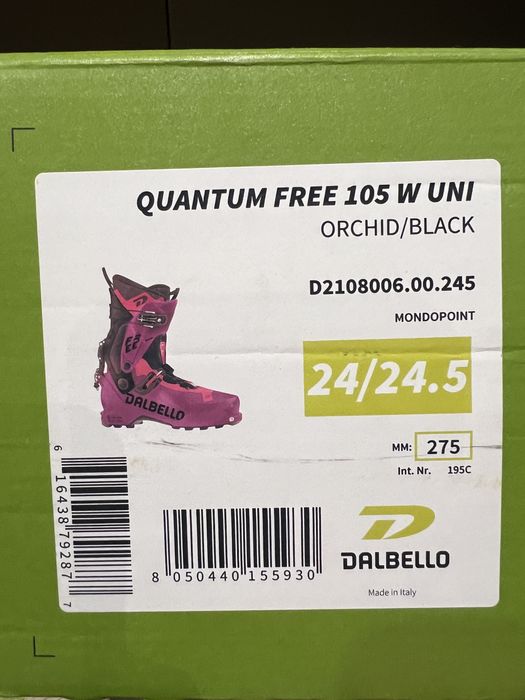 QUANTUM FREE 105 W UNI
ORCHID/BLACK
D2108006.00.245
MONDOPOINT
24/24.5
FREE
DALBELLO
MM: 275
Int. Nr. 195C
6 16438 79287 7
8 050440 155930
DALBELLO
Made in Italy